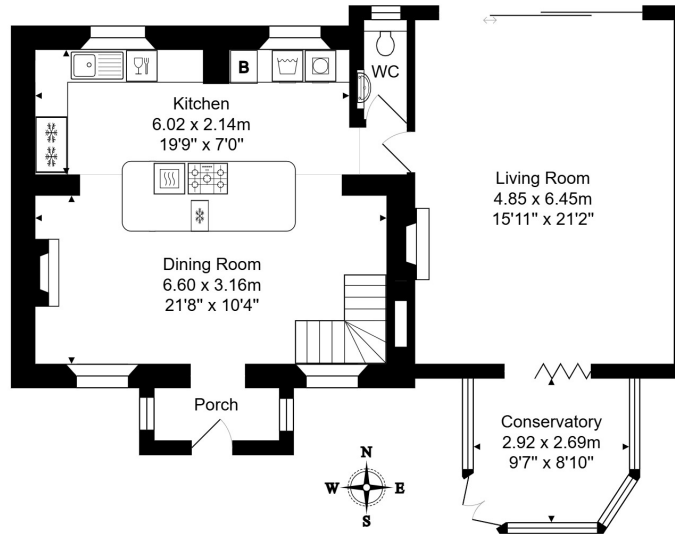 B
WC
Kitchen
6.02 x 2.14m
19'9" x 7'0"
Living Room
4.85 x 6.45m
15'11" x 21'2"
Dining Room
6.60 x 3.16m
21'8" x 10'4"
Porch
Conservatory
2.92 x 2.69m
9'7" x 8'10"
N
W E
S